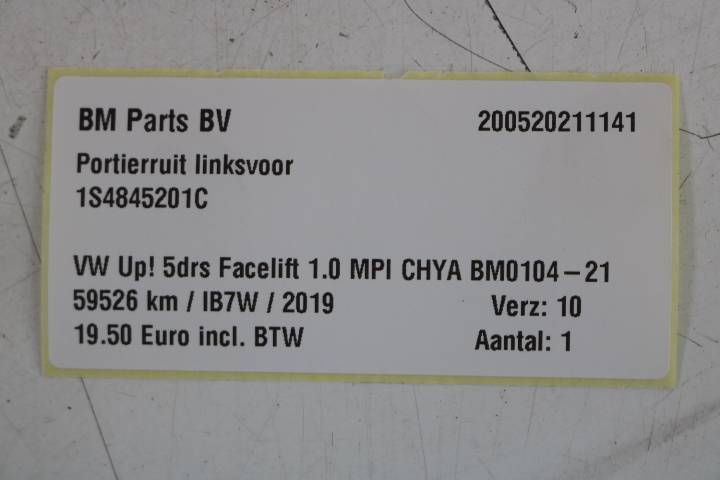 BM Parts BV 200520211141
Portierruit linksvoor
1S4845201C
VW Up! 5drs Facelift 1.0 MPI CHYA BM0104-21
59526 km / IB7W / 2019 Verz: 10
19.50 Euro incl. BTW Aantal: 1